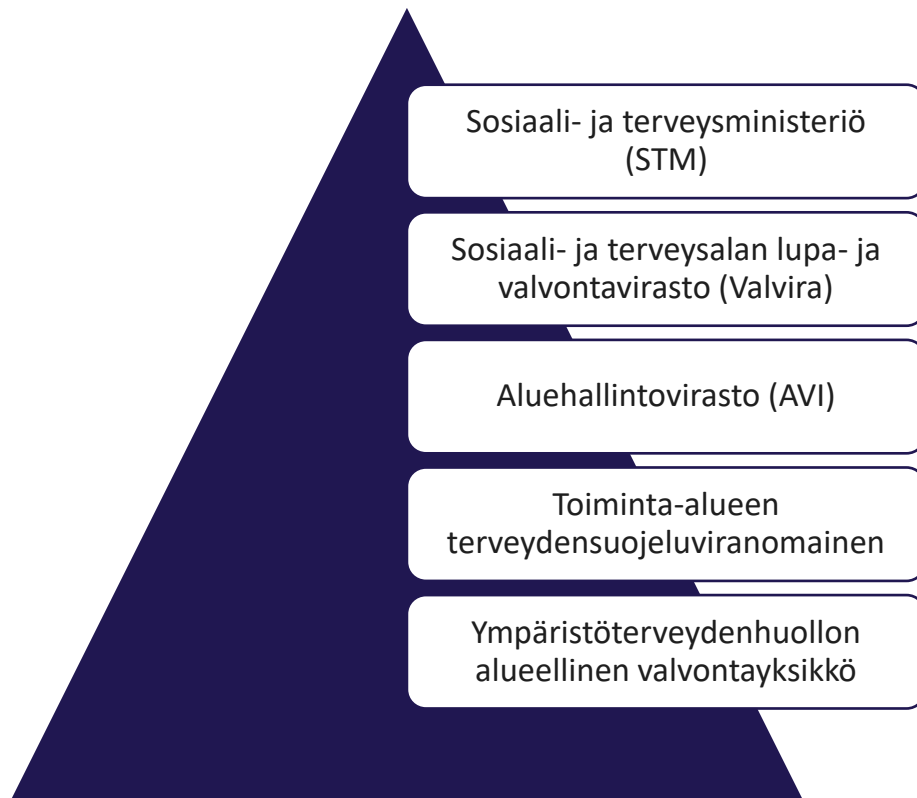 Sosiaali- ja terveysministeriö
(STM)
Sosiaali- ja terveysalan lupa- ja
valvontavirasto (Valvira)
Aluehallintovirasto (AVI)
Toiminta-alueen
terveydensuojeluviranomainen
Ympäristöterveydenhuollon
alueellinen valvontayksikkö